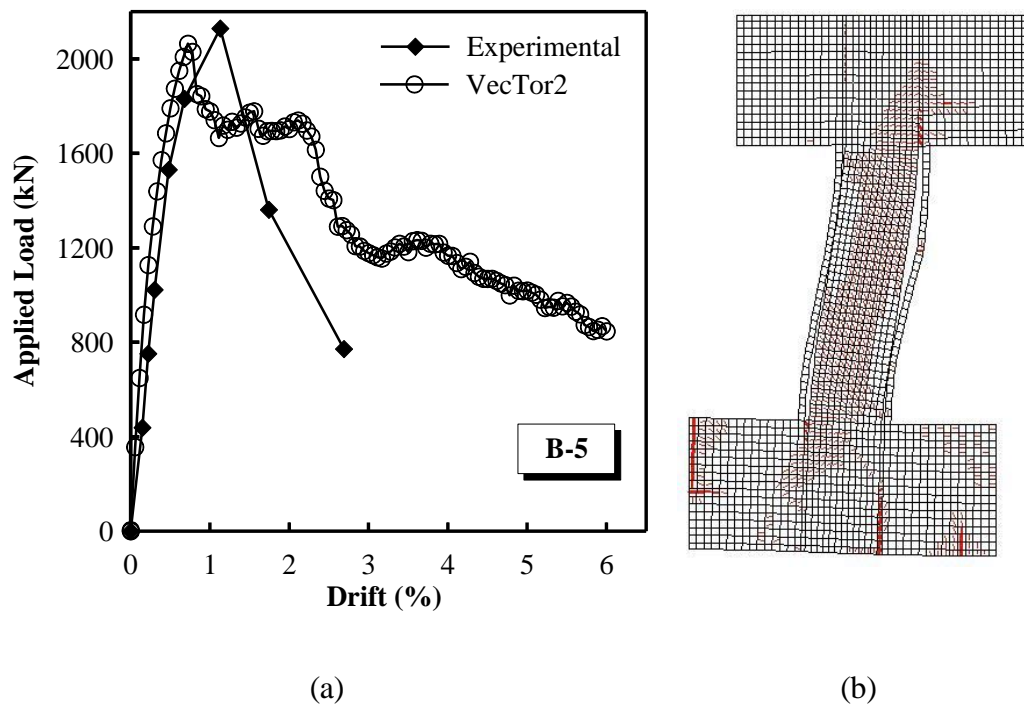 2000
1600
1200
800
400
0
Applied Load (kN)
Experimental
VecTor2
B-5
0 1 2 3 4 5 6
Drift (%)
(a) (b)